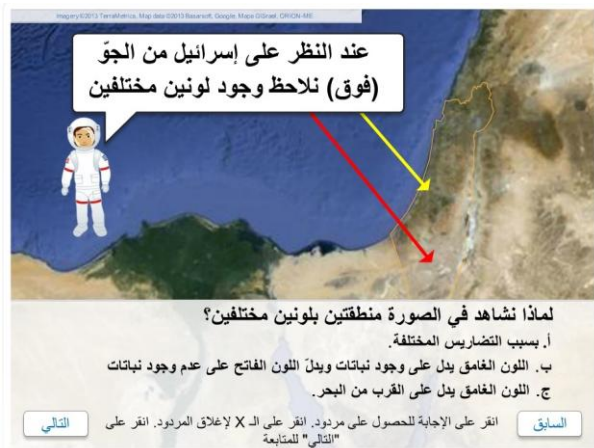 Imagery ©2013 TerraMetrics, Map data ©2013 Basarsoft, Google, Mapa GISrael, ORION-ME
عند النظر على إسرائيل من الجوّ
(فوق) نلاحظ وجود لونين مختلفين
لماذا نشاهد في الصورة منطقتين بلونين مختلفين؟
أ. بسبب التضاريس المختلفة.
ب. اللون الغامق يدل على وجود نباتات ويدلّ اللون الفاتح على عدم وجود نباتات
ج. اللون الغامق يدل على القرب من البحر.
السابق
انقر على الإجابة للحصول على مردود. انقر على الـ X لإغلاق المردود. انقر على
"التالي" للمتابعة
التالي